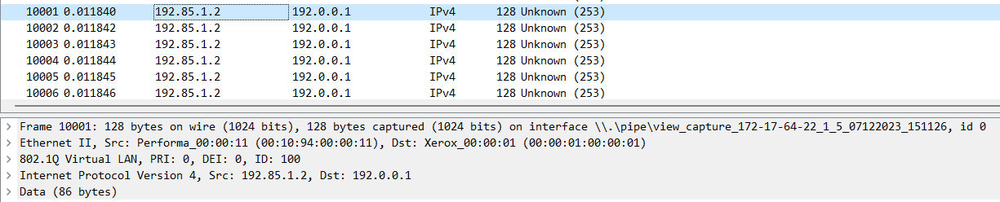 10001 0.011840 192.85.1.2 192.0.0.1 IPv4 128 Unknown (253)
10002 0.011842 192.85.1.2 192.0.0.1 IPv4 128 Unknown (253)
10003 0.011843 192.85.1.2 192.0.0.1 IPv4 128 Unknown (253)
10004 0.011844 192.85.1.2 192.0.0.1 IPv4 128 Unknown (253)
10005 0.011845 192.85.1.2 192.0.0.1 IPv4 128 Unknown (253)
10006 0.011846 192.85.1.2 192.0.0.1 IPv4 128 Unknown (253)
Frame 10001: 128 bytes on wire (1024 bits), 128 bytes captured (1024 bits) on interface \\.\pipe\view_capture_172-17-64-22_1_5_07122023_151126, id 0
Ethernet II, Src: Performa_00:00:11 (00:10:94:00:00:11), Dst: Xerox_00:00:01 (00:00:01:00:00:01)
802.1Q Virtual LAN, PRI: 0, DEI: 0, ID: 100
Internet Protocol Version 4, Src: 192.85.1.2, Dst: 192.0.0.1
Data (86 bytes)